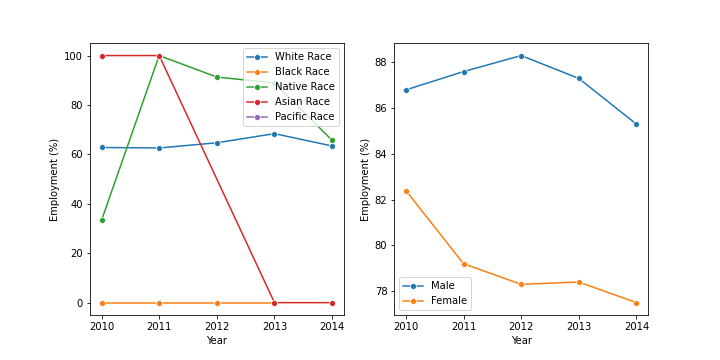 100
80
60
40
20
0
Employment (%)
2010 2011 2012 2013 2014
Year
White Race
Black Race
Native Race
Asian Race
Pacific Race
88
86
84
82
80
78
Employment (%)
2010 2011 2012 2013 2014
Year
Male
Female